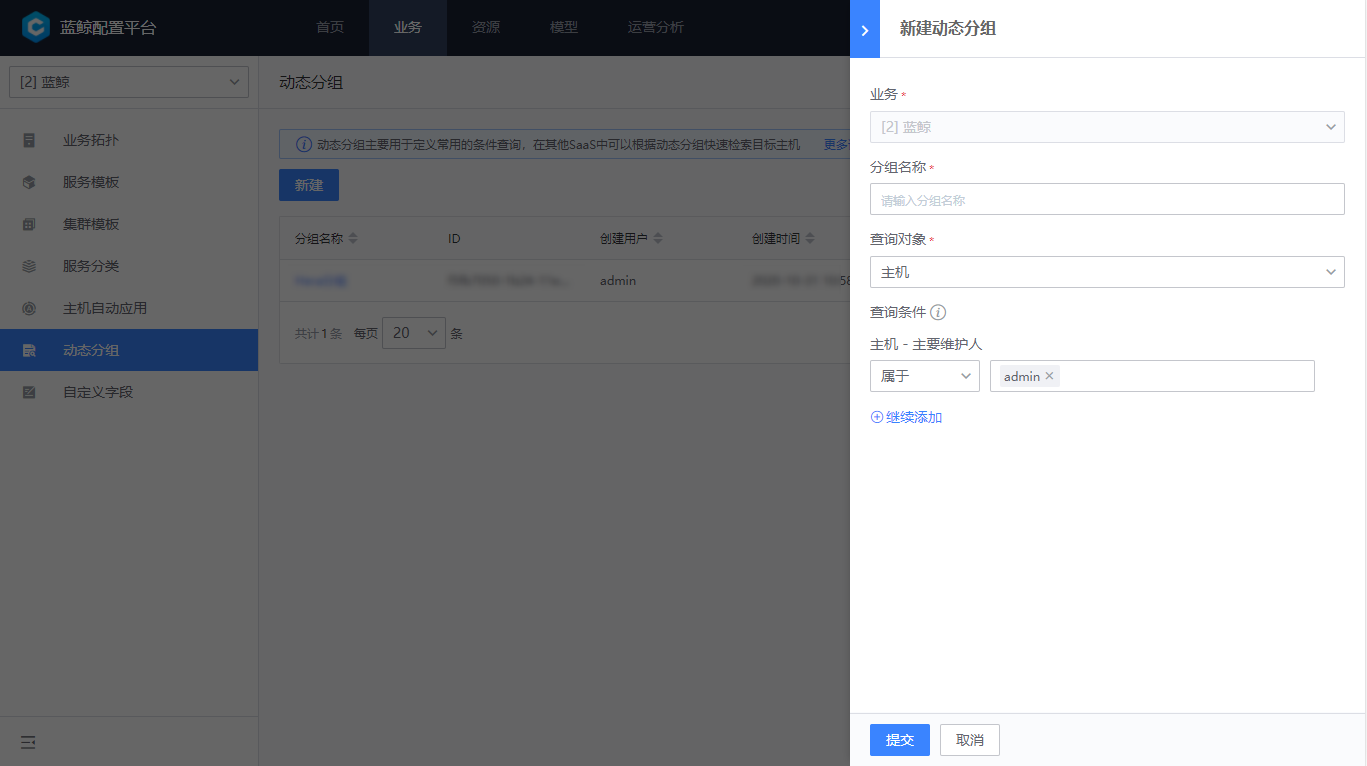 蓝鲸配置平台
首页 业务 资源 模型 运营分析
[2] 蓝鲸
业务拓扑
服务模板
集群模板
服务分类
主机自动应用
动态分组
自定义字段
动态分组
动态分组主要用于定义常用的条件查询，在其他SaaS中可以根据动态分组快速检索目标主机 更多
新建
分组名称 ID 创建用户 创建时间
admin
共计1条 每页 20 条
新建动态分组
业务 *
[2] 蓝鲸
分组名称 *
请输入分组名称
查询对象 *
主机
查询条件
主机 - 主要维护人
属于 admin
继续添加
提交 取消